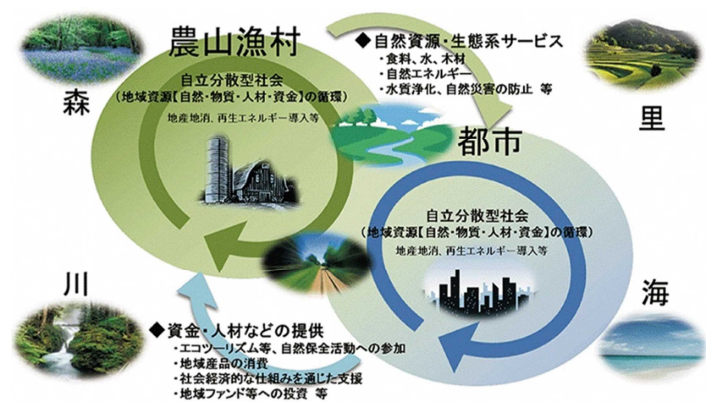 農山漁村
自立分散型社会
(地域資源【自然・物質・人材・資金】の循環)
地産地消、再生エネルギー導入等
◆自然資源・生態系サービス
・食料、水、木材
・自然エネルギー
・水質浄化、自然災害の防止 等
森
里
都市
自立分散型社会
(地域資源【自然・物質・人材・資金】の循環)
地産地消、再生エネルギー導入等
川
海
◆資金・人材などの提供
・エコツーリズム等、自然保全活動への参加
・地域産品の消費
・社会経済的な仕組みを通じた支援
・地域ファンド等への投資 等